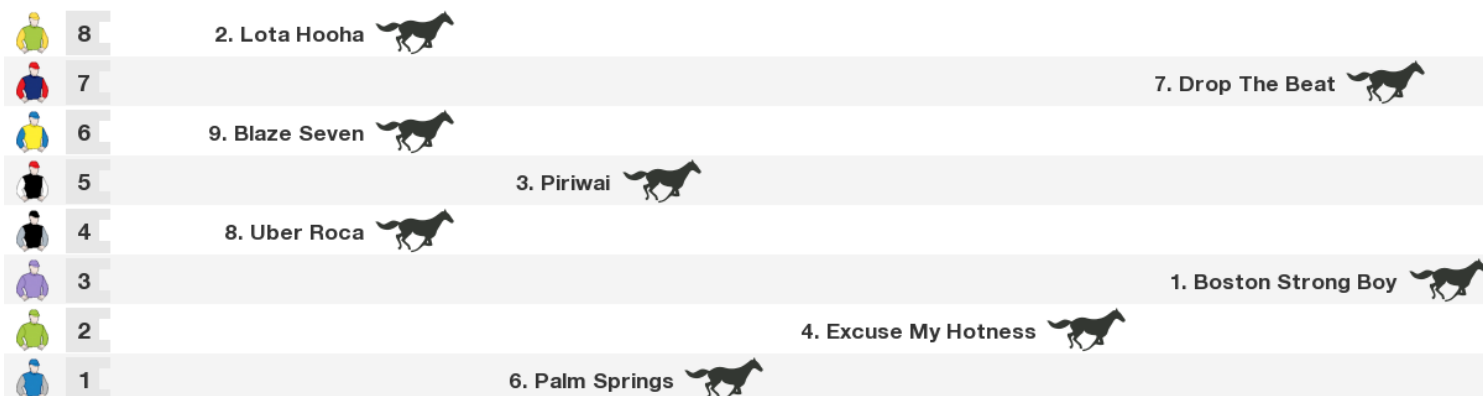 8 2. Lota Hooha
7 7. Drop The Beat
6 9. Blaze Seven
5 3. Piriwai
4 8. Uber Roca
3 1. Boston Strong Boy
2 4. Excuse My Hotness
1 6. Palm Springs